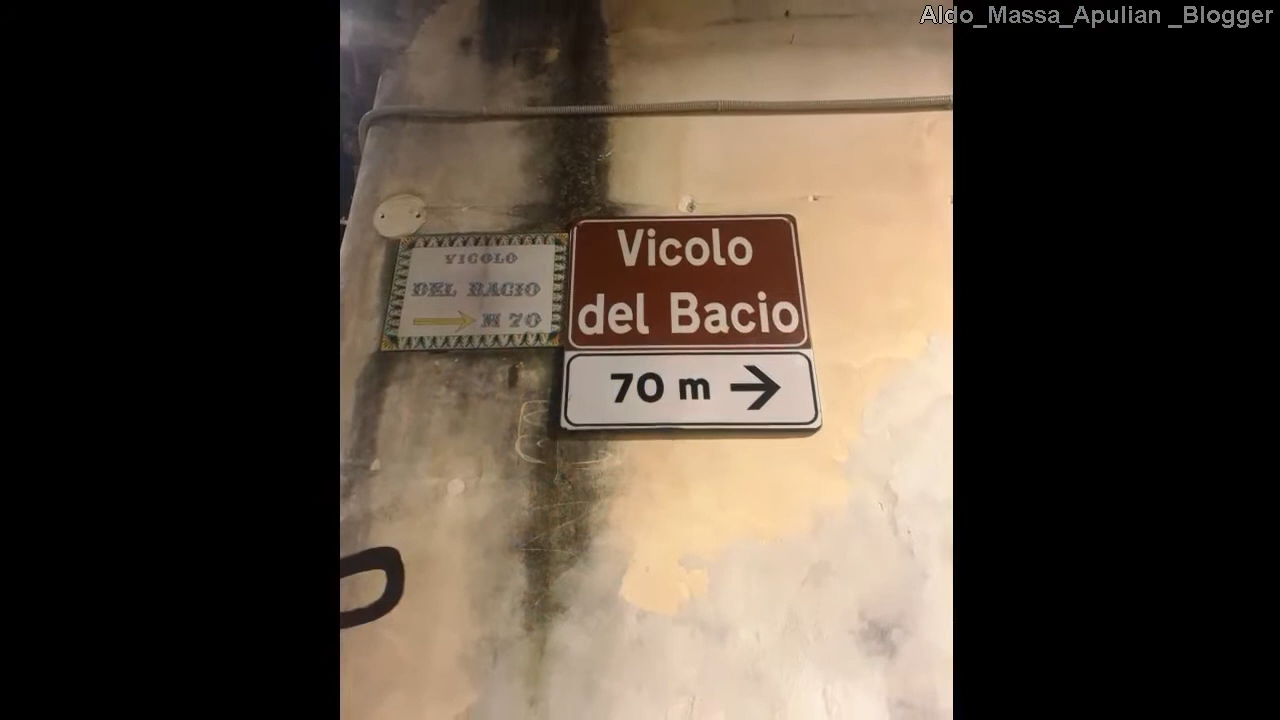 Aldo_Massa_Apulian _Blogger
VICOLO
DEL BACIO
M 70
Vicolo
del Bacio
70 m